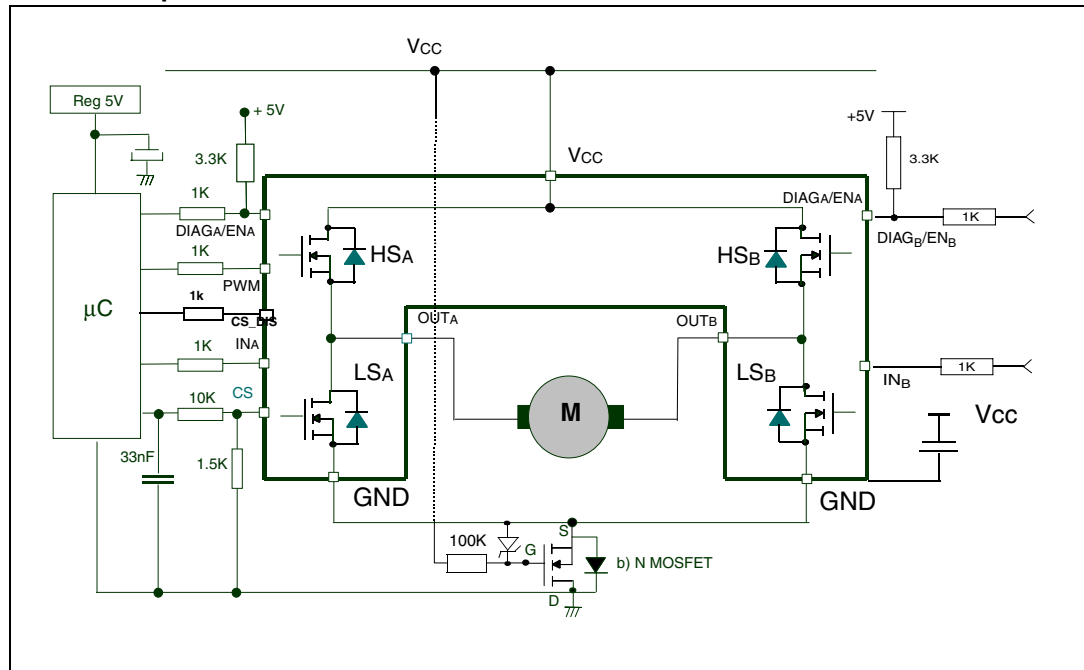 VCC
Reg 5V
+ 5V
+5V
3.3K
VCC
3.3K
1K
DIAGA/ENA
DIAGA/ENA
1K
DIAGB/ENB
HSA
HSB
1K
PWM
µC
1k
CS_DIS
OUTA
OUTB
1K
INA
LSA
M
LSB
INB
1K
CS
10K
Vcc
33nF
1.5K
GND
GND
100K
S
G
b) N MOSFET
D